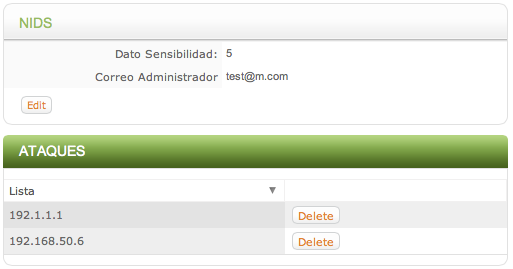 NIDS
Dato Sensibilidad: 5
Correo Administrador test@m.com
Edit
ATAQUES
Lista
192.1.1.1 Delete
192.168.50.6 Delete